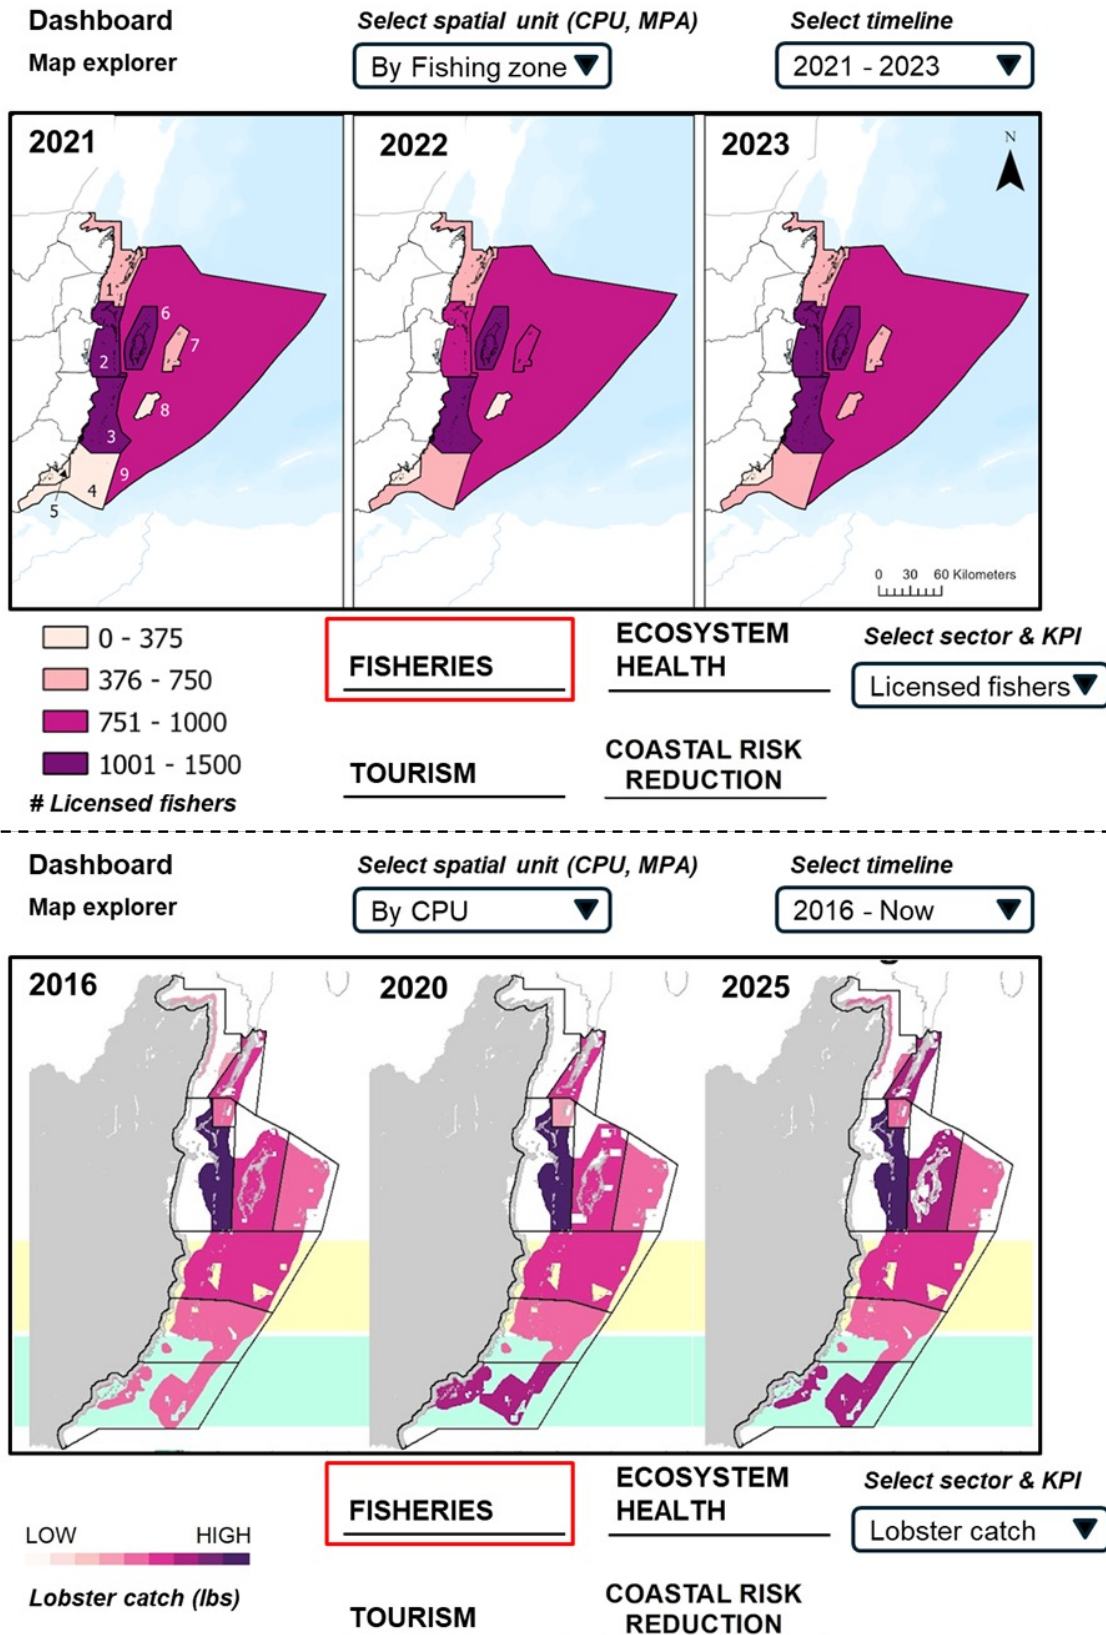 Dashboard
Select spatial unit (CPU, MPA)
Select timeline
Map explorer
By Fishing zone
2021 - 2023
2021
2022
2023
N
1
6
2
7
8
3
9
4
5
0 30 60 Kilometers
0 - 375
376 - 750
751 - 1000
1001 - 1500
# Licensed fishers
FISHERIES
ECOSYSTEM
HEALTH
Select sector & KPI
Licensed fishers
TOURISM
COASTAL RISK
REDUCTION
Dashboard
Select spatial unit (CPU, MPA)
Select timeline
Map explorer
By CPU
2016 - Now
2016
2020
2025
LOW HIGH
Lobster catch (lbs)
FISHERIES
ECOSYSTEM
HEALTH
Select sector & KPI
Lobster catch
TOURISM
COASTAL RISK
REDUCTION